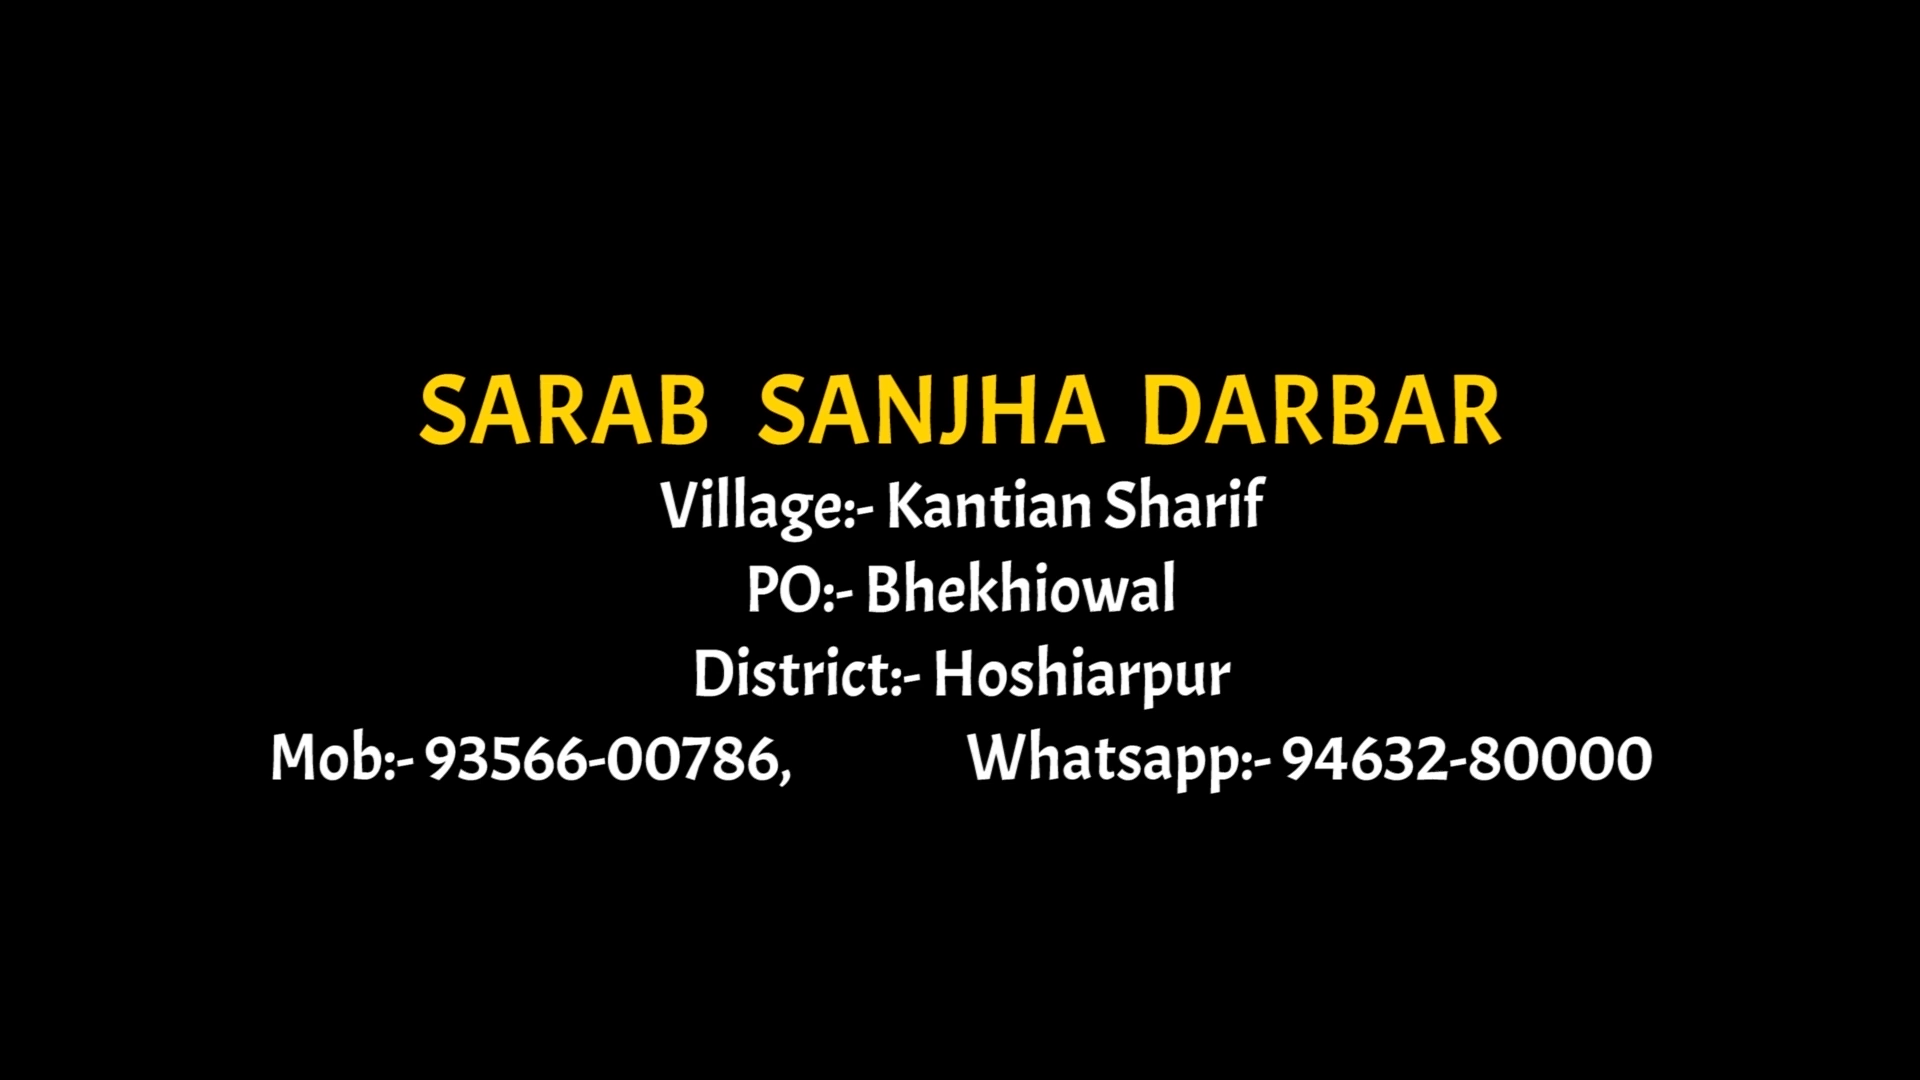 SARAB SANJHA DARBAR
Village:- Kantian Sharif
PO:- Bhekhiowal
District:- Hoshiarpur
Mob:- 93566-00786, Whatsapp:- 94632-80000